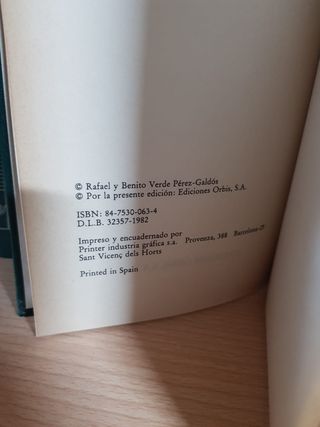 © Rafael y Benito Verde Pérez-Galdós
© Por la presente edición: Ediciones Orbis, S.A.
ISBN: 84-7530-063-4
D.L.B. 32357-1982
Impreso y encuadernado por
Printer industria gráfica s.a. Provenza, 388 Barcelona-25
Sant Vicenç dels Horts
Printed in Spain